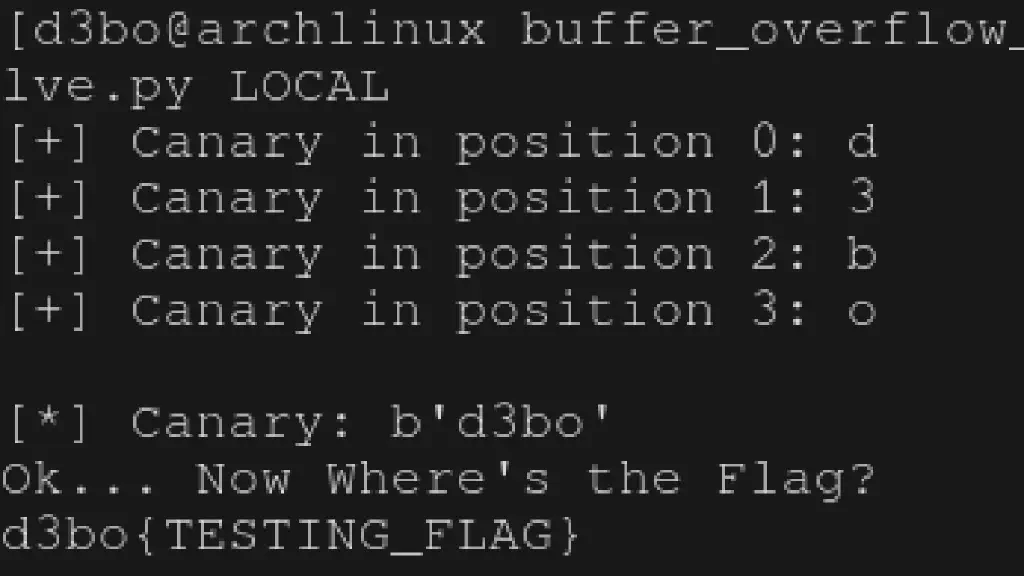 [d3bo@archlinux buffer_overflow_
lve.py LOCAL
[+] Canary in position 0: d
[+] Canary in position 1: 3
[+] Canary in position 2: b
[+] Canary in position 3: o
[*] Canary: b'd3bo'
Ok... Now Where's the Flag?
d3bo{TESTING_FLAG}